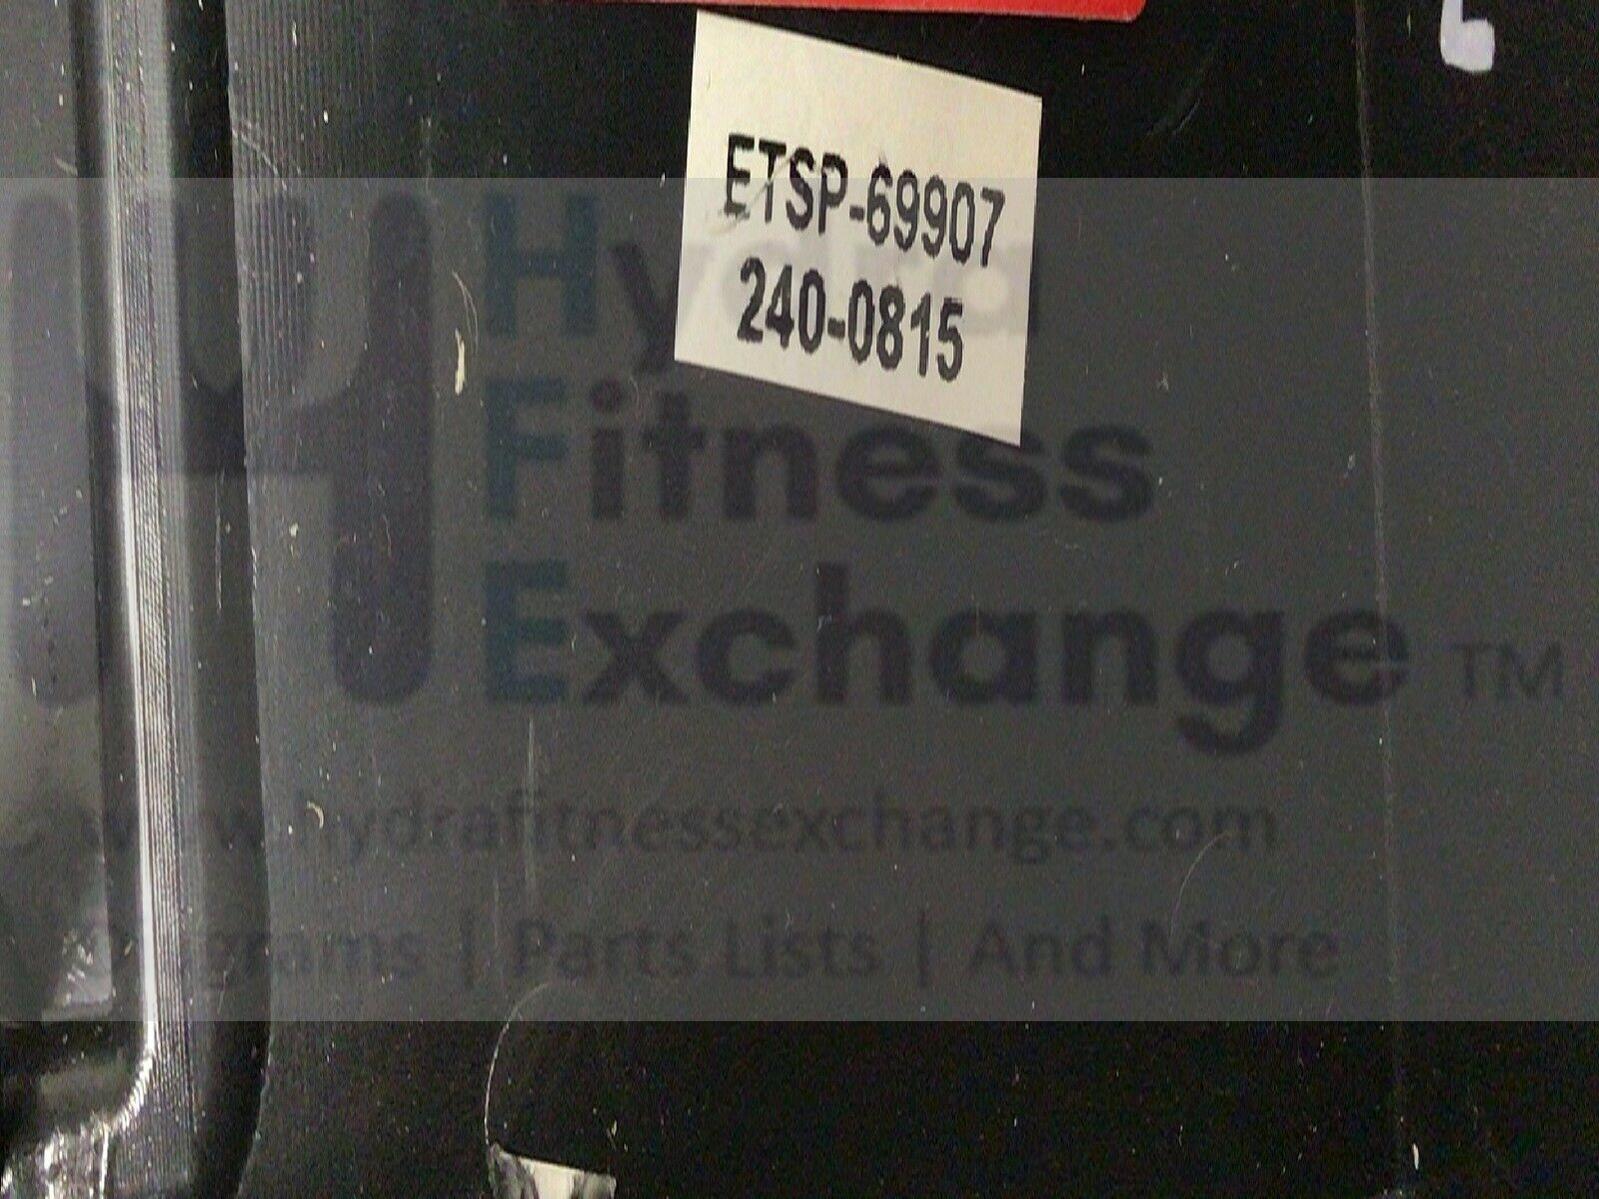 ETSP-69907
240-0815
Hydra
Fitness
Exchange TM
www.hydrafitnessexchange.com
Diagrams | Parts Lists | And More